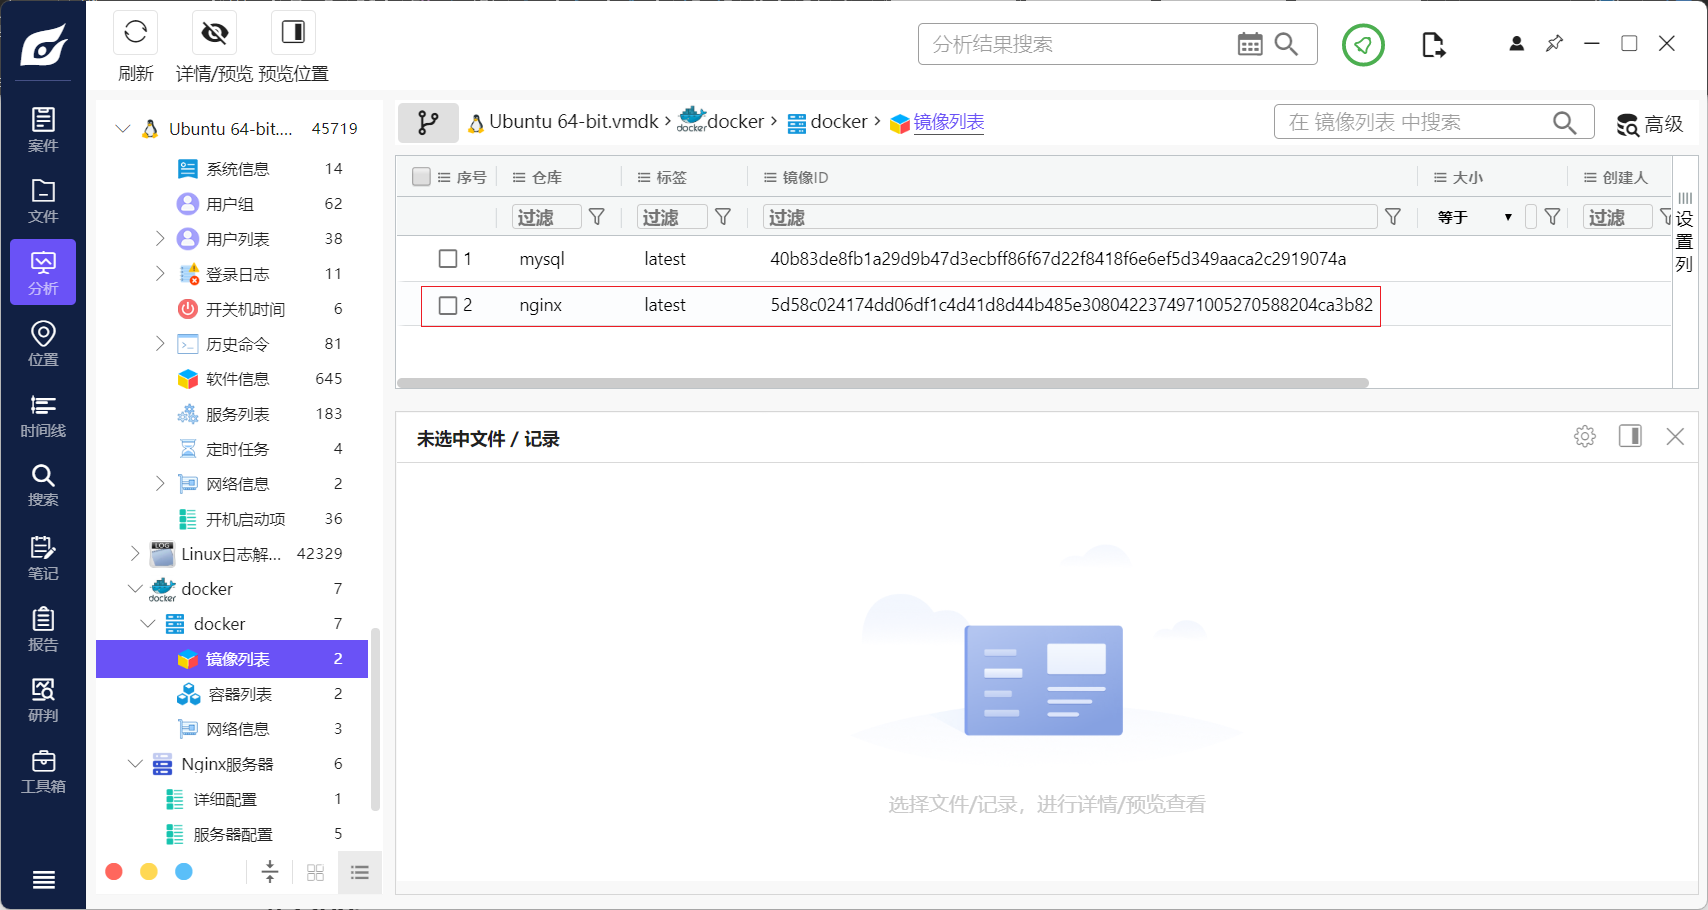 刷新
详情/预览
预览位置
分析结果搜索
案件
文件
分析
位置
时间线
搜索
笔记
报告
研判
工具箱
Ubuntu 64-bit.... 45719
系统信息 14
用户组 62
用户列表 38
登录日志 11
开关机时间 6
历史命令 81
软件信息 645
服务列表 183
定时任务 4
网络信息 2
开机启动项 36
Linux日志解... 42329
docker 7
docker 7
镜像列表 2
容器列表 2
网络信息 3
Nginx服务器 6
详细配置 1
服务器配置 5
Ubuntu 64-bit.vmdk › docker › docker › 镜像列表
在 镜像列表 中搜索
高级
序号 仓库 标签 镜像ID 大小 创建人
过滤 过滤 过滤 等于 过滤
1 mysql latest 40b83de8fb1a29d9b47d3ecbff86f67d22f8418f6e6ef5d349aaca2c2919074a
2 nginx latest 5d58c024174dd06df1c4d41d8d44b485e3080422374971005270588204ca3b82
设置列
未选中文件 / 记录
选择文件/记录，进行详情/预览查看